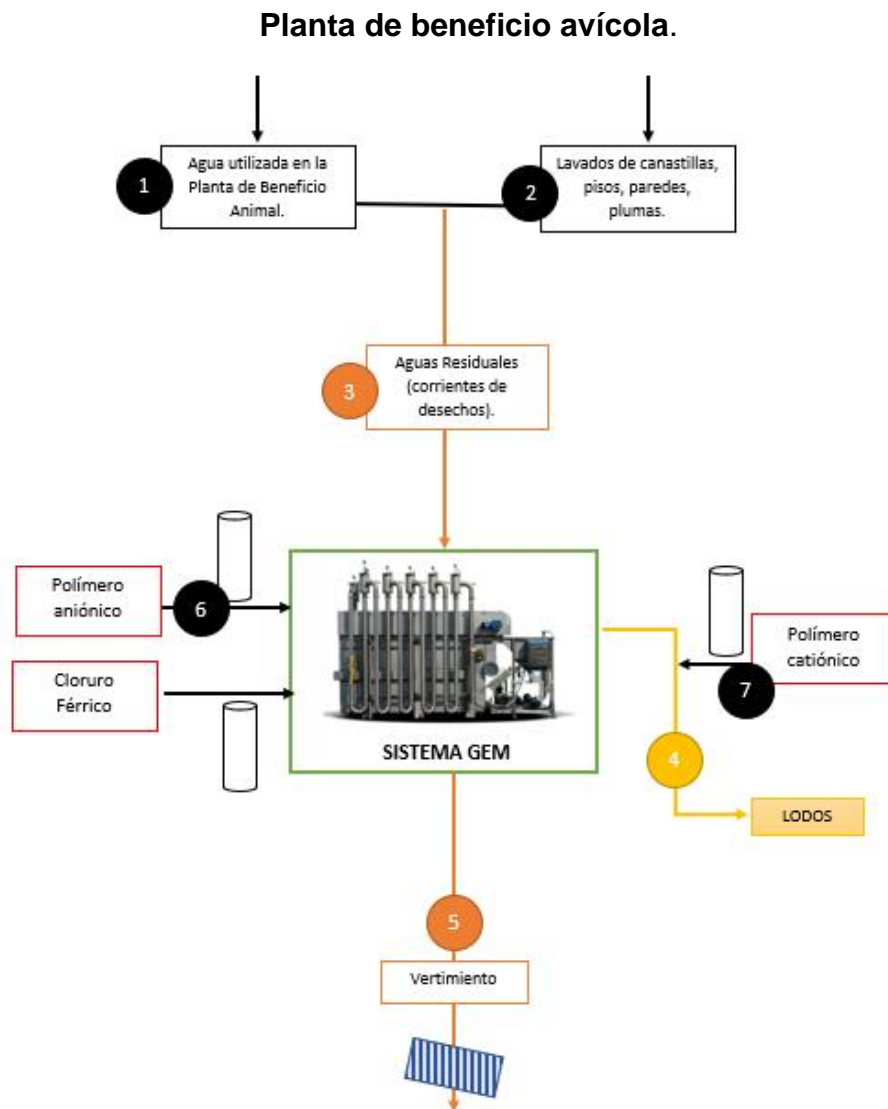 Planta de beneficio avícola.
1
Agua utilizada en la
Planta de Beneficio
Animal.
2
Lavados de canastillas,
pisos, paredes,
plumas.
3
Aguas Residuales
(corrientes de
desechos).
Polímero
aniónico
6
Cloruro
Férrico
SISTEMA GEM
Polímero
catiónico
7
4
LODOS
5
Vertimiento